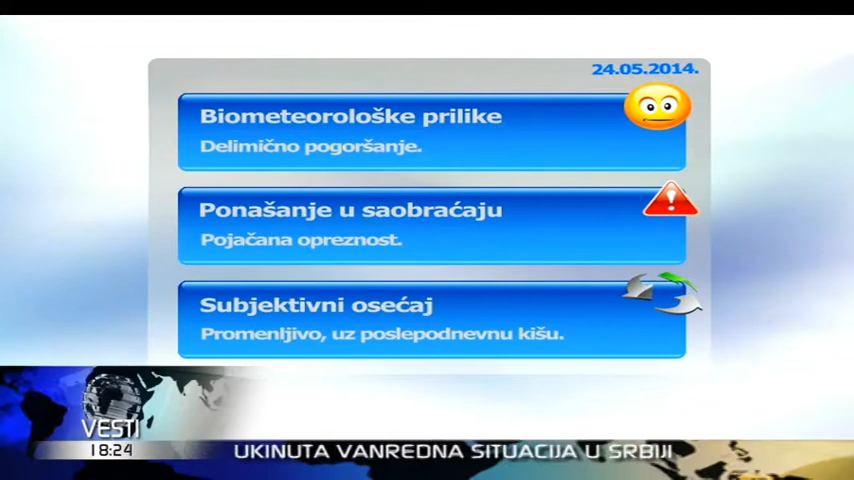 24.05.2014.
Biometeorološke prilike
Delimično pogoršanje.
Ponašanje u saobraćaju
Pojačana opreznost.
Subjektivni osećaj
Promenljivo, uz poslepodnevnu kišu.
VESTI
18:24
UKINUTA VANREDNA SITUACIJA U SRBIJI